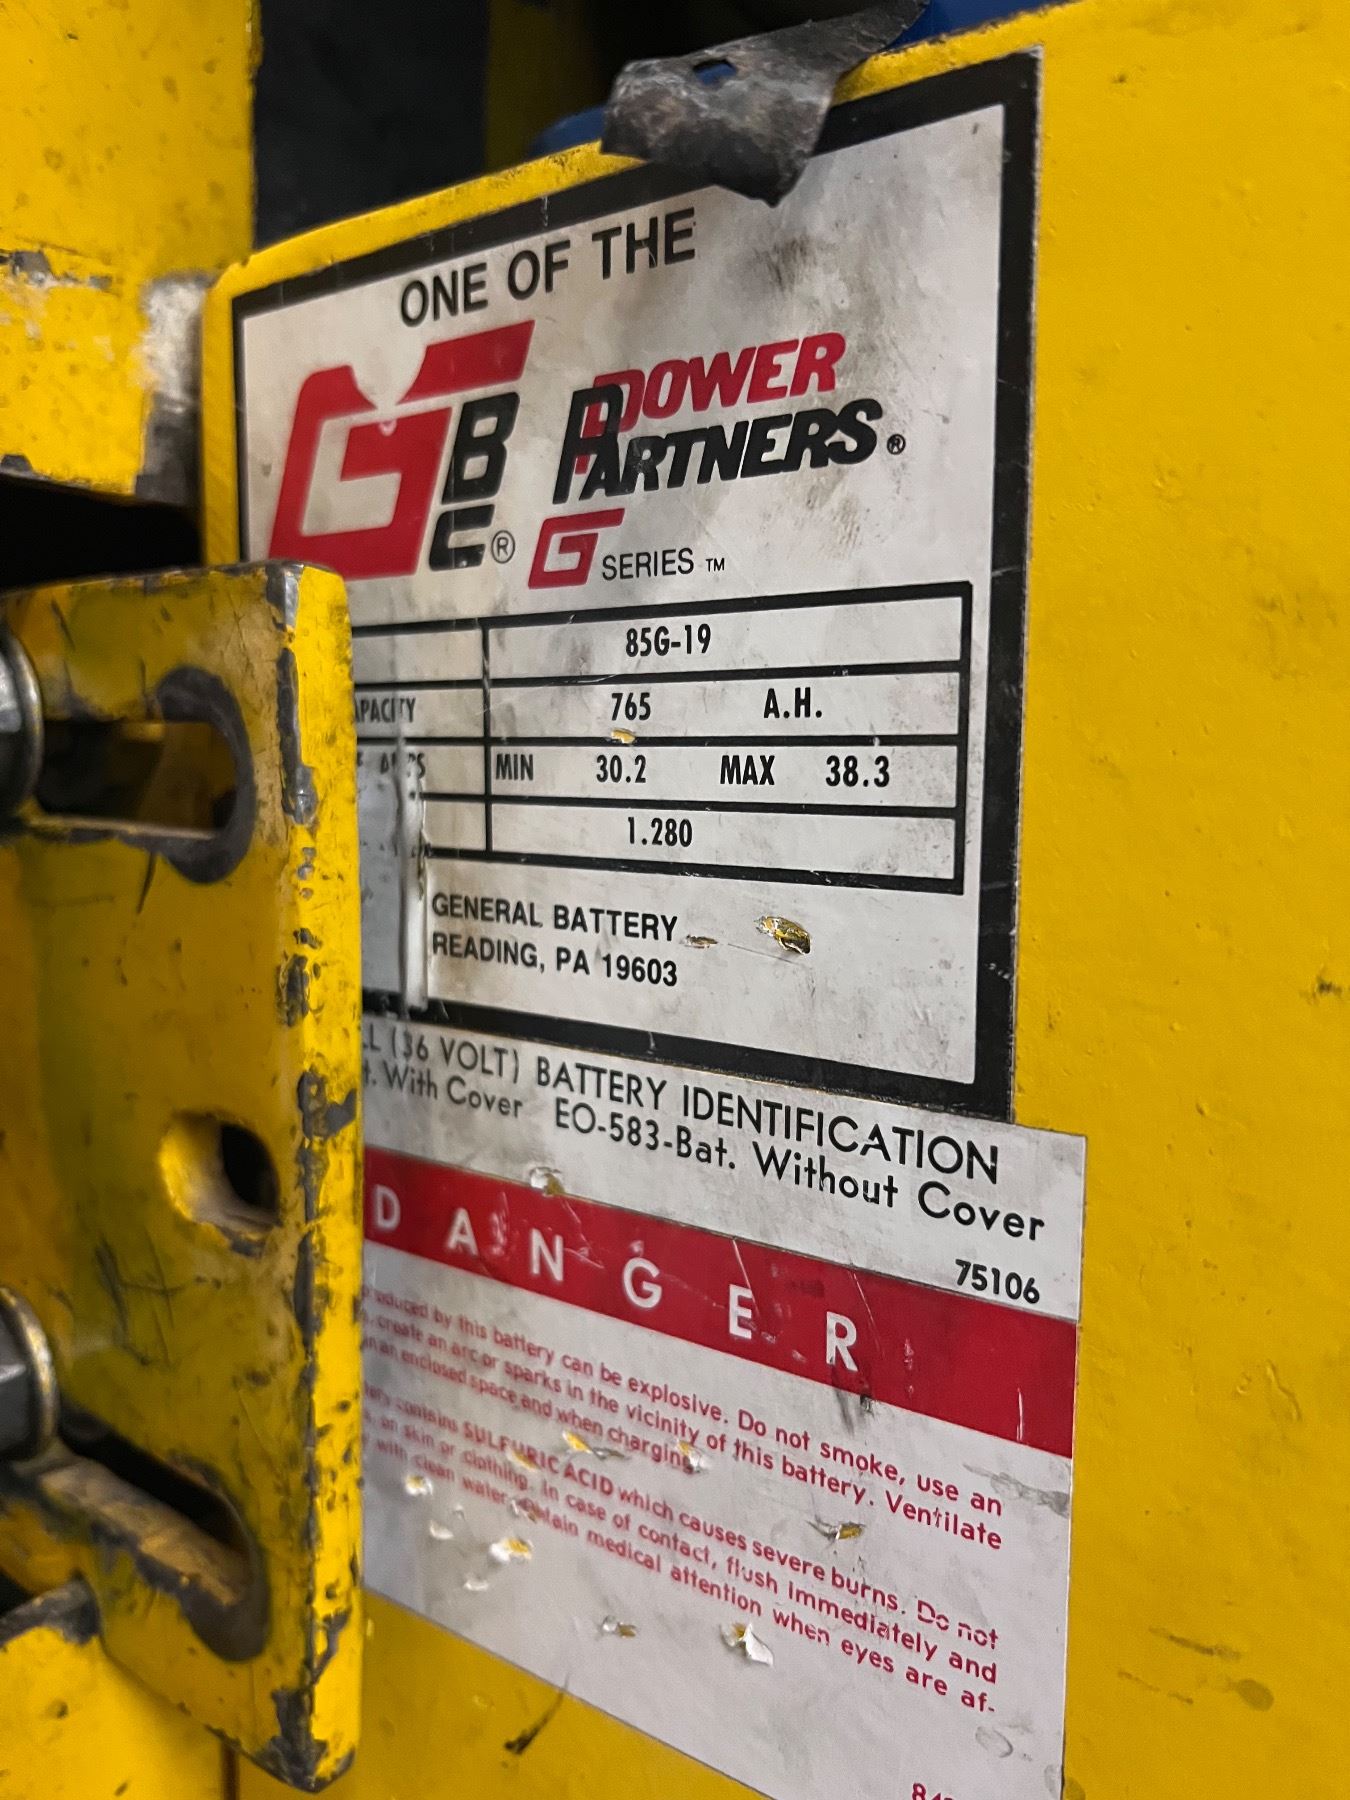 ONE OF THE
GBC® POWER
PARTNERS®
G SERIES ™
85G-19
APACITY 765 A.H.
MIN 30.2 MAX 38.3
1.280
GENERAL BATTERY
READING, PA 19603
(36 VOLT) BATTERY IDENTIFICATION
With Cover EO-583-Bat. Without Cover
75106
DANGER
by this battery can be explosive. Do not smoke, use an
create an arc or sparks in the vicinity of this battery. Ventilate
an enclosed space and when charging
contains SULFURIC ACID which causes severe burns. Do not
on skin or clothing. In case of contact, flush immediately and
with clean water. Obtain medical attention when eyes are af-